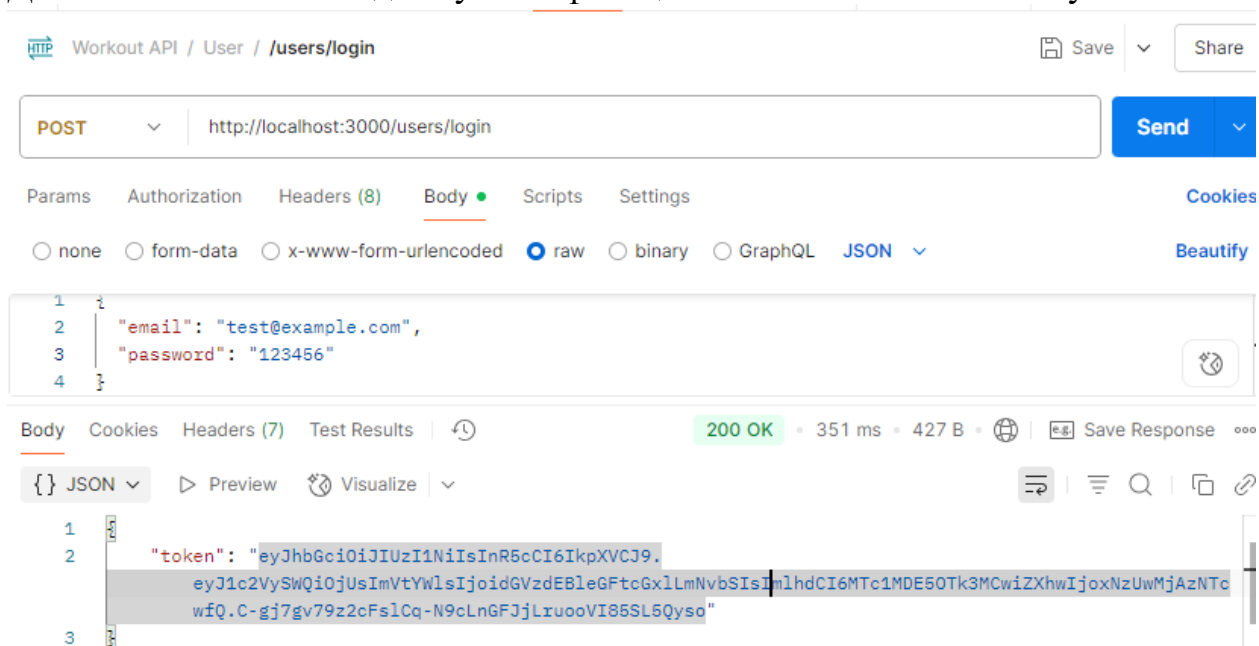 HTTP Workout API / User / /users/login Save Share
POST http://localhost:3000/users/login Send
Params Authorization Headers (8) Body Scripts Settings Cookies
none form-data x-www-form-urlencoded raw binary GraphQL JSON Beautify
1 {
2 "email": "test@example.com",
3 "password": "123456"
4 }
Body Cookies Headers (7) Test Results 200 OK • 351 ms • 427 B • e.g. Save Response
{} JSON Preview Visualize
1 {
2 "token": "eyJhbGciOiJIUzI1NiIsInR5cCI6IkpXVCJ9.
eyJ1c2VySWQiOjUsImVtYWlsIjoidGVzdEBleGFtcGxlLmNvbSIsImlhdCI6MTc1MDE5OTk3MCwiZXhwIjoxNzUwMjAzNTc
wfQ.C-gj7gv79z2cFslCq-N9cLnGFJjLruooVI85SL5Qyso"
3 }